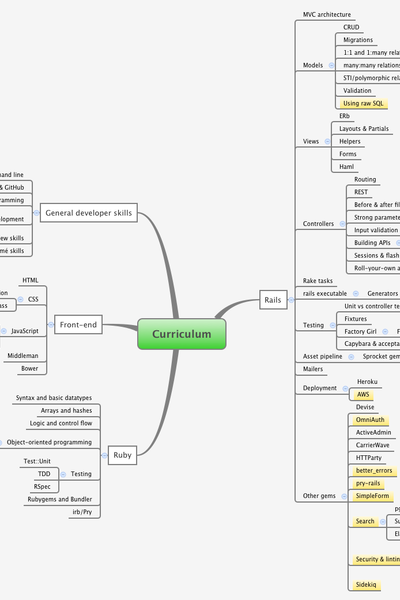 Curriculum
General developer skills
and line
& GitHub
ramming
lopment
ew skills
mé skills
Front-end
HTML
CSS
ion
ass
JavaScript
Middleman
Bower
Ruby
Syntax and basic datatypes
Arrays and hashes
Logic and control flow
Object-oriented programming
Test::Unit
TDD
Testing
RSpec
Rubygems and Bundler
irb/Pry
Rails
MVC architecture
Models
CRUD
Migrations
1:1 and 1:many rela
many:many relations
STI/polymorphic rel
Validation
Using raw SQL
Views
ERb
Layouts & Partials
Helpers
Forms
Haml
Controllers
Routing
REST
Before & after fil
Strong paramete
Input validation
Building APIs
Sessions & flash
Roll-your-own a
Rake tasks
rails executable
Generators
Testing
Unit vs controller te
Fixtures
Factory Girl
F
Capybara & accepta
Asset pipeline
Sprocket gem
Mailers
Deployment
Heroku
AWS
Other gems
Devise
OmniAuth
ActiveAdmin
CarrierWave
HTTParty
better_errors
pry-rails
SimpleForm
Search
Su
El
Security & lintin
Sidekiq